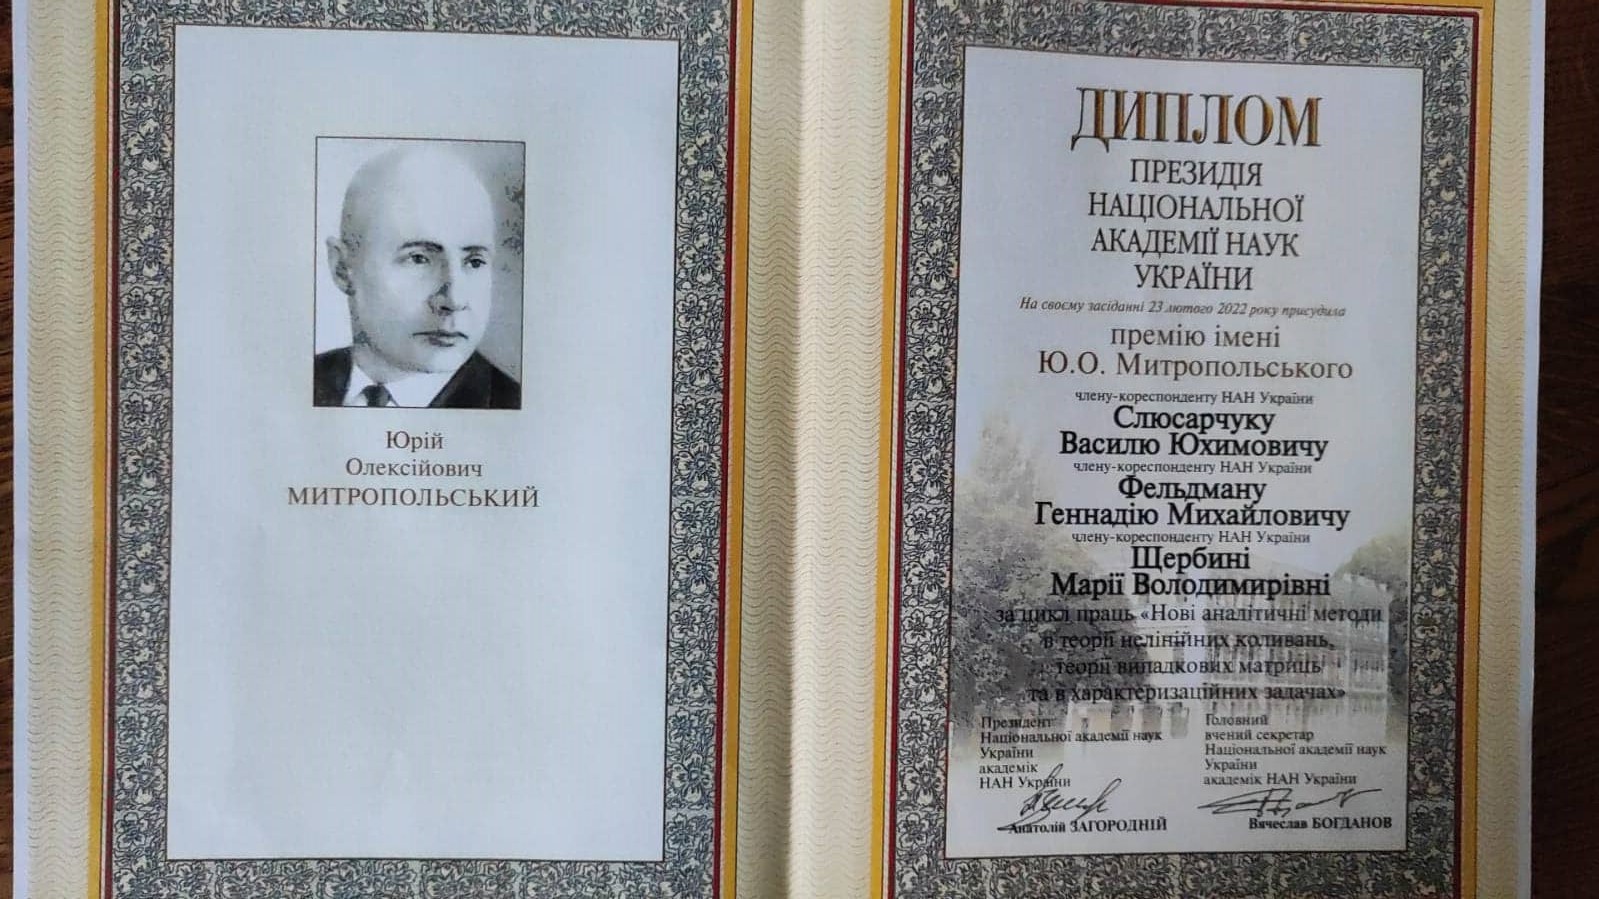 Юрій
Олексійович
МИТРОПОЛЬСЬКИЙ
ДИПЛОМ
ПРЕЗИДІЯ
НАЦІОНАЛЬНОЇ
АКАДЕМІЇ НАУК
УКРАЇНИ
На своєму засіданні 23 лютого 2022 року присудила
премію імені
Ю.О. Митропольського
члену-кореспонденту НАН України
Слюсарчуку
Василю Юхимовичу
члену-кореспонденту НАН України
Фельдману
Геннадію Михайловичу
члену-кореспонденту НАН України
Щербині
Марії Володимирівні
за цикл праць «Нові аналітичні методи
в теорії нелінійних коливань,
теорії випадкових матриць
та в характеризаційних задачах»
Президент
Національної академії наук
України
академік
НАН України
Анатолій ЗАГОРОДНІЙ
Головний
вчений секретар
Національної академії наук
України
академік НАН України
Вячеслав БОГДАНОВ